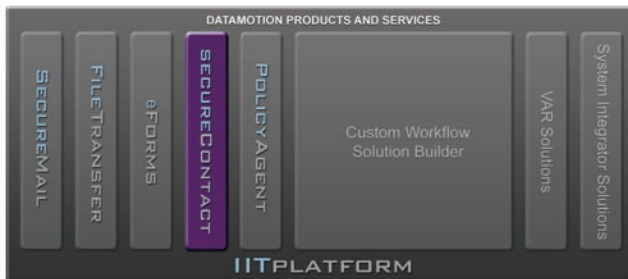 DATAMOTION PRODUCTS AND SERVICES
SECUREMAIL
FILETRANSFER
eFORMS
SECURECONTACT
POLICYAGENT
Custom Workflow
Solution Builder
VAR Solutions
System Integrator Solutions
IITPLATFORM